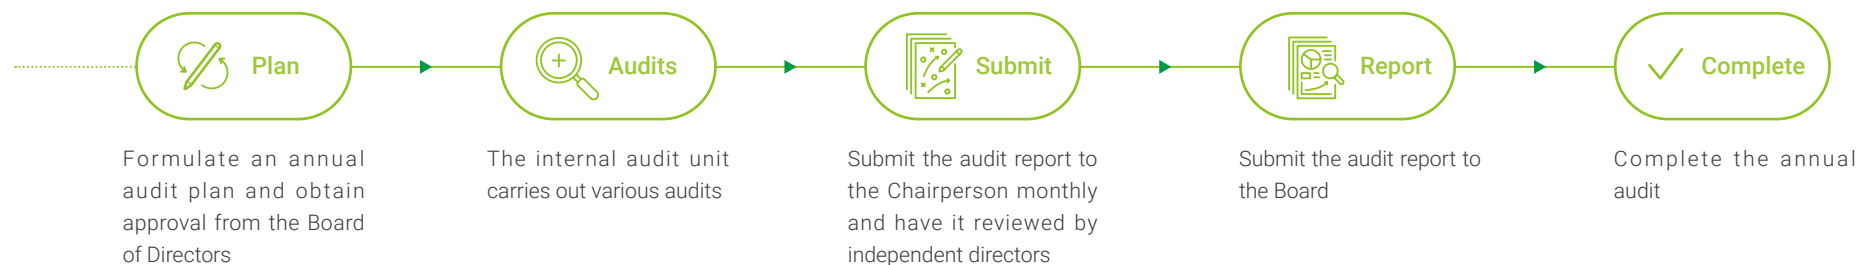 Plan
Formulate an annual
audit plan and obtain
approval from the Board
of Directors
Audits
The internal audit unit
carries out various audits
Submit
Submit the audit report to
the Chairperson monthly
and have it reviewed by
independent directors
Report
Submit the audit report to
the Board
Complete
Complete the annual
audit